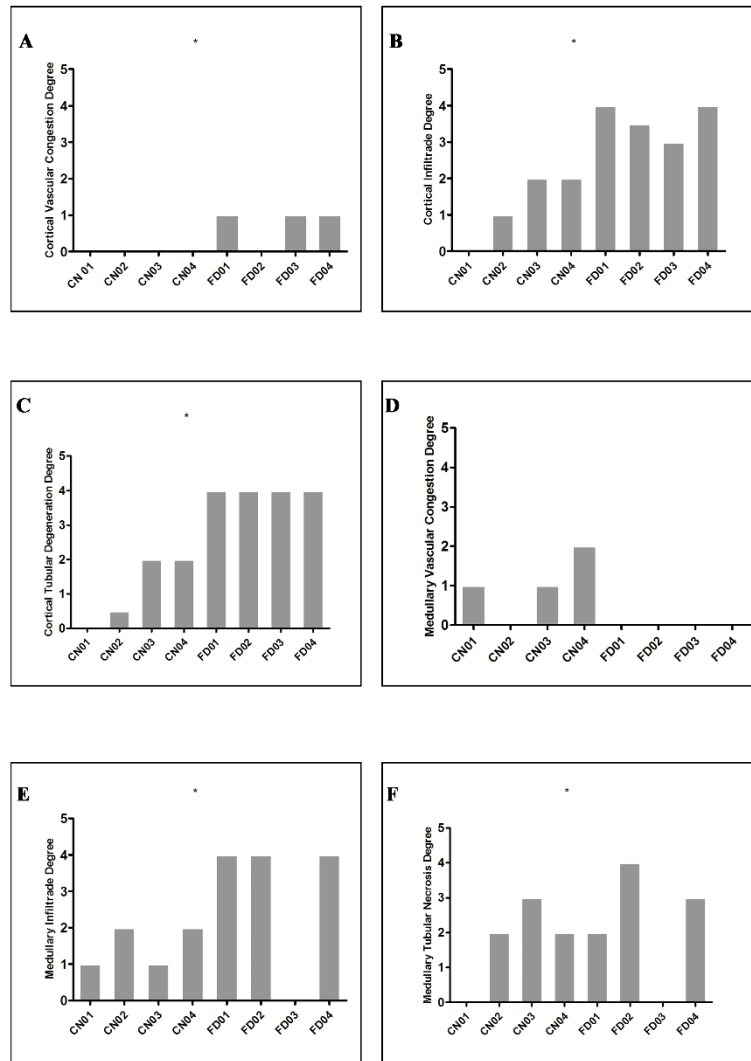 A
*
Cortical Vascular Congestion Degree
5
4
3
2
1
0
CN 01 CN02 CN03 CN04 FD01 FD02 FD03 FD04
B
*
Cortical Infiltrade Degree
5
4
3
2
1
0
CN01 CN02 CN03 CN04 FD01 FD02 FD03 FD04
C
*
Cortical Tubular Degeneration Degree
5
4
3
2
1
0
CN01 CN02 CN03 CN04 FD01 FD02 FD03 FD04
D
Medullary Vascular Congestion Degree
5
4
3
2
1
0
CN01 CN02 CN03 CN04 FD01 FD02 FD03 FD04
E
*
Medullary Infiltrade Degree
5
4
3
2
1
0
CN01 CN02 CN03 CN04 FD01 FD02 FD03 FD04
F
*
Medullary Tubular Necrosis Degree
5
4
3
2
1
0
CN01 CN02 CN03 CN04 FD01 FD02 FD03 FD04